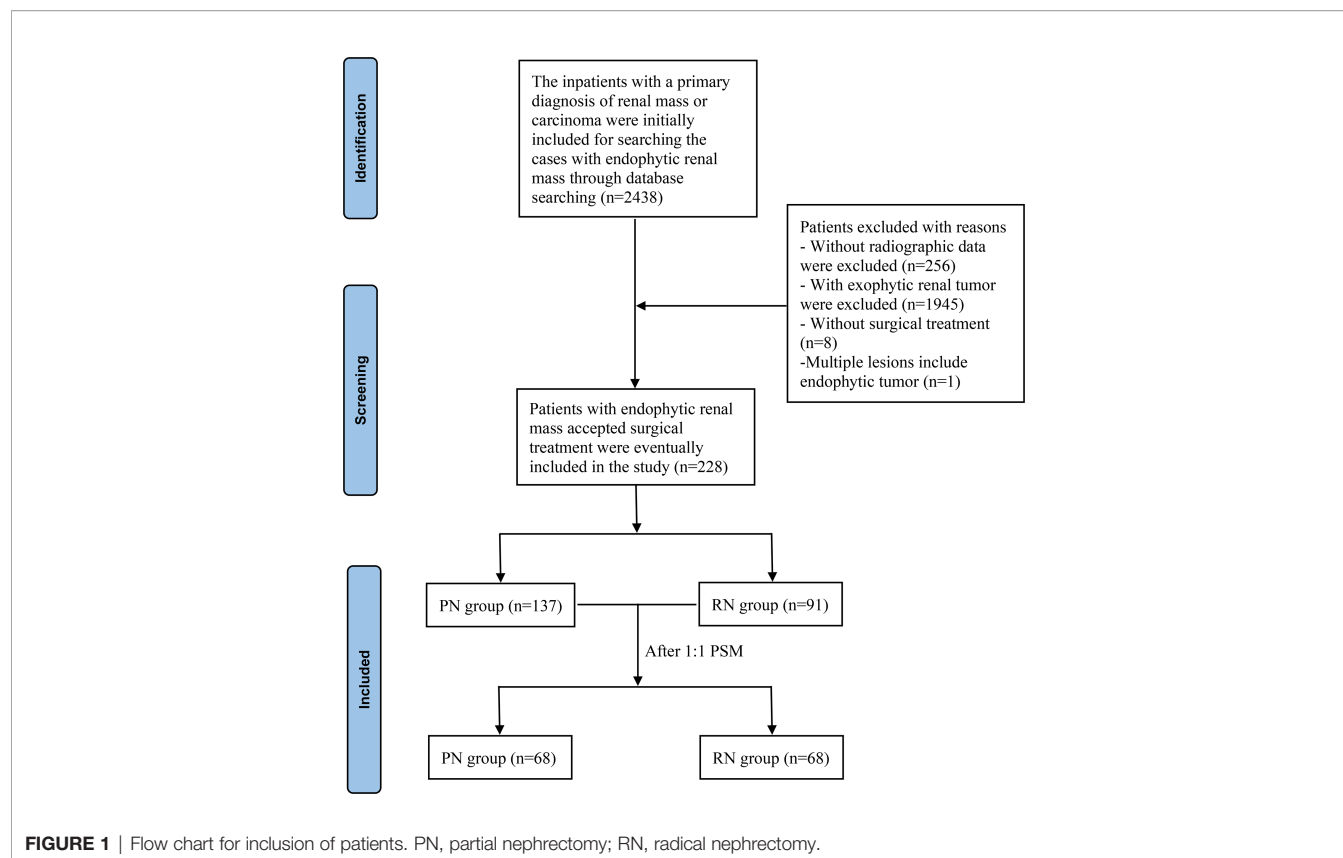 Identification
The inpatients with a primary
diagnosis of renal mass or
carcinoma were initially
included for searching the
cases with endophytic renal
mass through database
searching (n=2438)
Patients excluded with reasons
- Without radiographic data
were excluded (n=256)
- With exophytic renal tumor
were excluded (n=1945)
- Without surgical treatment
(n=8)
-Multiple lesions include
endophytic tumor (n=1)
Screening
Patients with endophytic renal
mass accepted surgical
treatment were eventually
included in the study (n=228)
Included
PN group (n=137)
RN group (n=91)
After 1:1 PSM
PN group (n=68)
RN group (n=68)
FIGURE 1 | Flow chart for inclusion of patients. PN, partial nephrectomy; RN, radical nephrectomy.